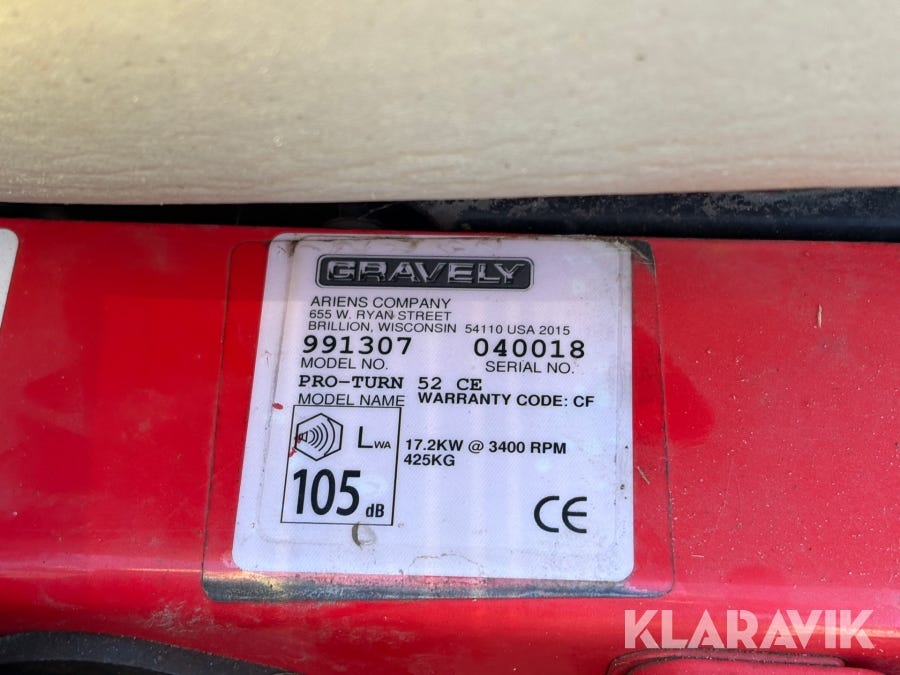 GRAVELY
ARIENS COMPANY
655 W. RYAN STREET
BRILLION, WISCONSIN 54110 USA 2015
991307 040018
MODEL NO. SERIAL NO.
PRO-TURN 52 CE
MODEL NAME WARRANTY CODE: CF
LWA
17.2KW @ 3400 RPM
425KG
105 dB
CE
KLARAVIK